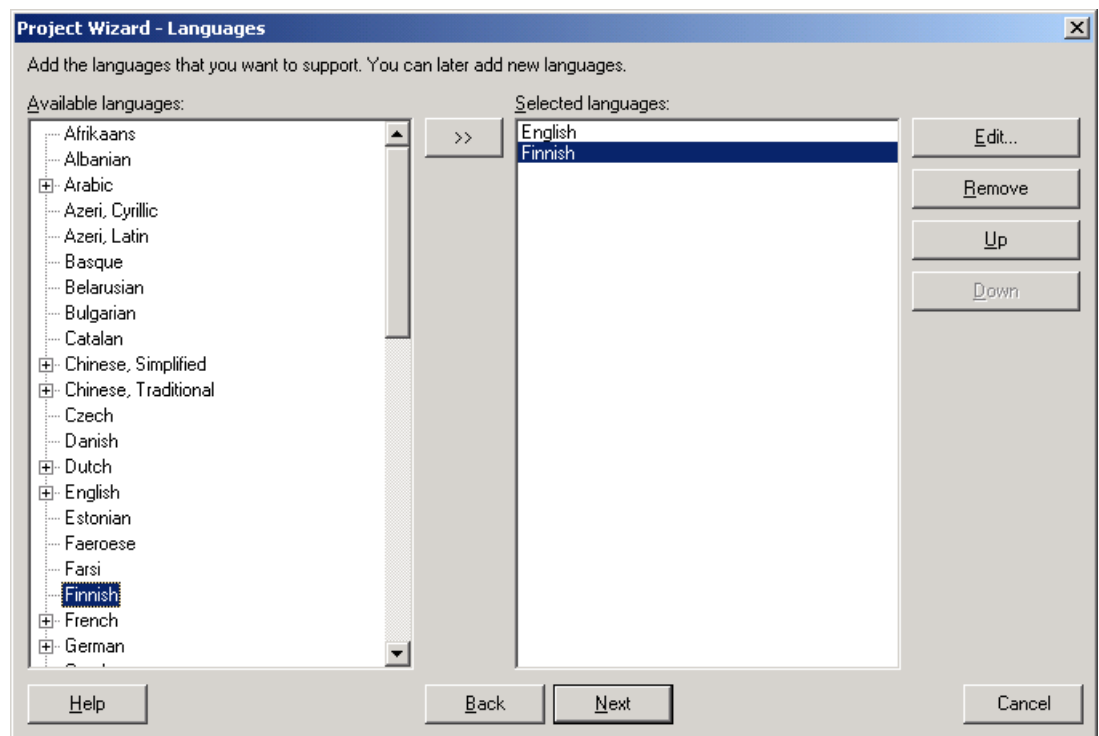 Project Wizard - Languages
Add the languages that you want to support. You can later add new languages.
Available languages:
Afrikaans
Albanian
Arabic
Azeri, Cyrillic
Azeri, Latin
Basque
Belarusian
Bulgarian
Catalan
Chinese, Simplified
Chinese, Traditional
Czech
Danish
Dutch
English
Estonian
Faeroese
Farsi
Finnish
French
German
>>
Selected languages:
English
Finnish
Edit...
Remove
Up
Down
Help
Back
Next
Cancel